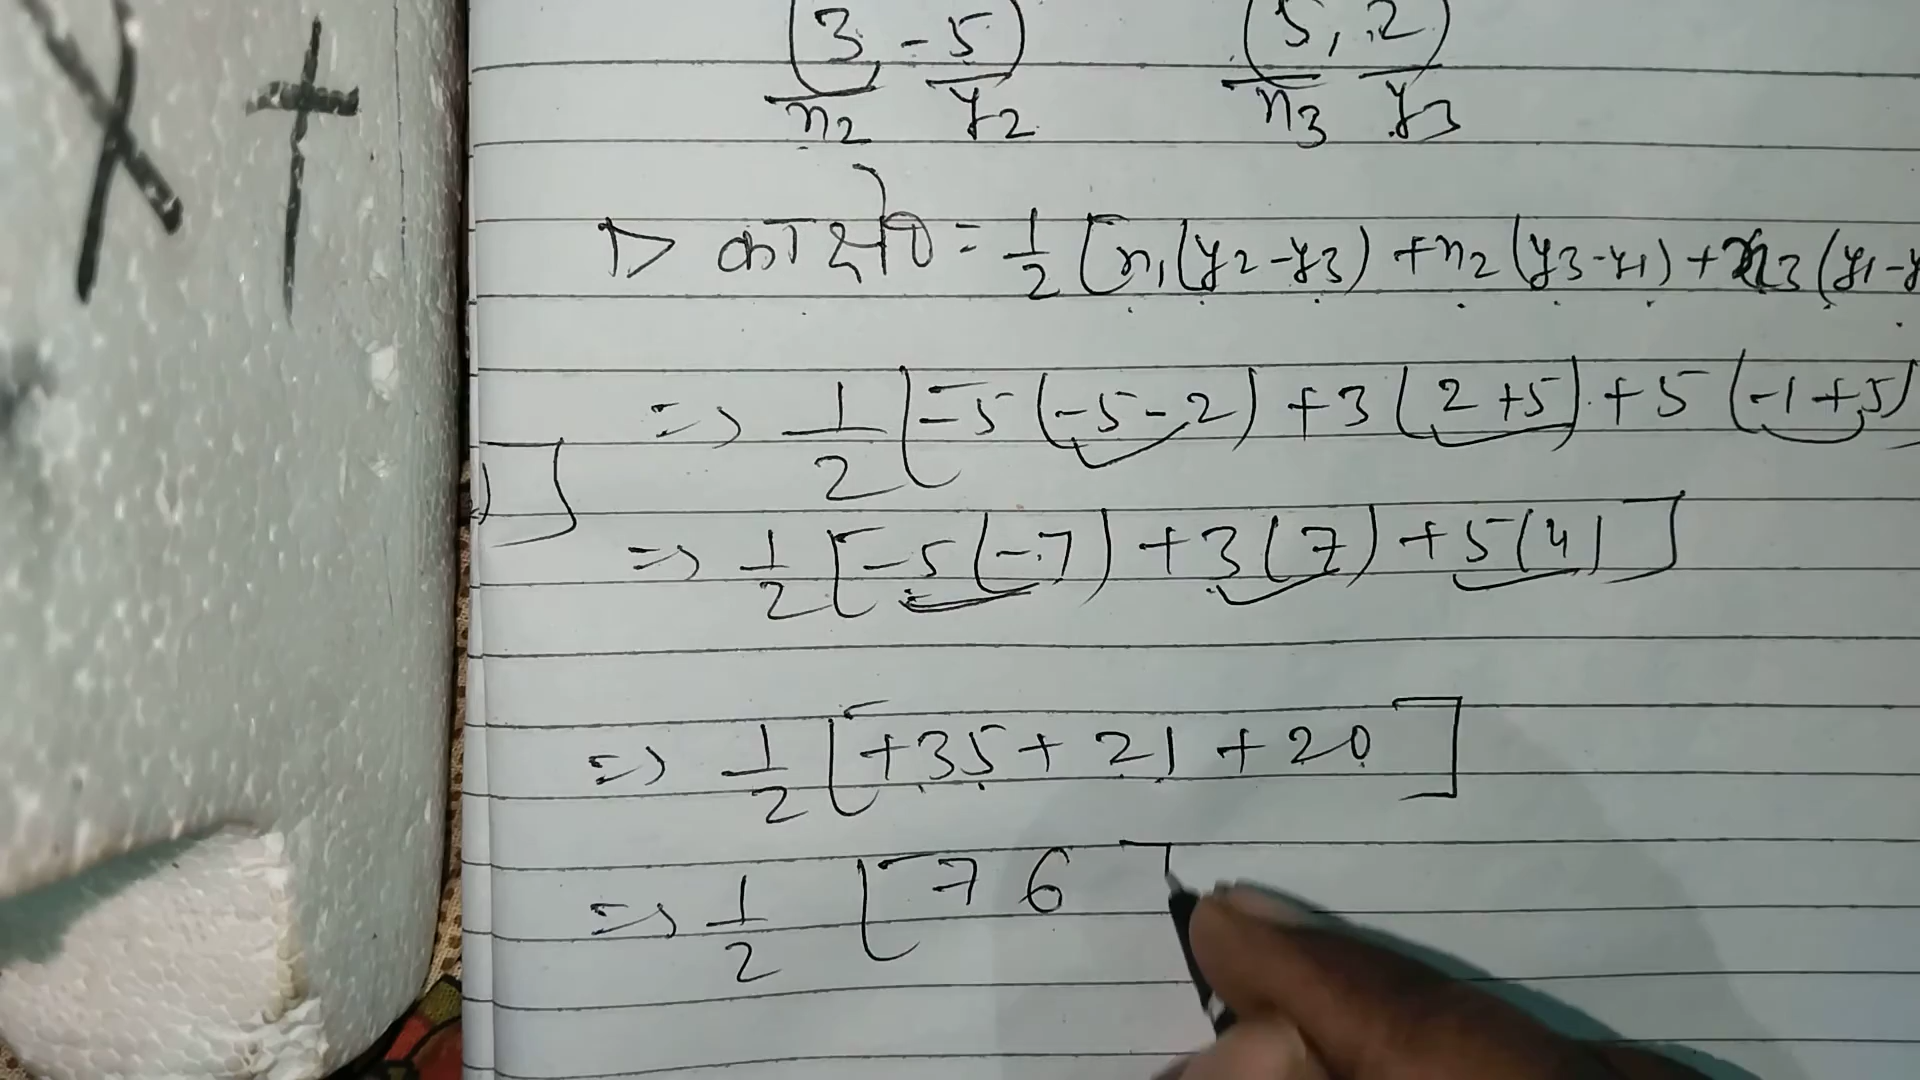 (3, -5) (5, 2)
x2 y2 x3 y3
▷ का क्षे० = 1/2 [x1(y2-y3) + x2(y3-y1) + x3(y1-y
=> 1/2 [-5(-5-2) + 3(2+5) + 5(-1+5)
)]
=> 1/2 [-5(-7) + 3(7) + 5(4)]
=> 1/2 [+35 + 21 + 20]
=> 1/2 [76]